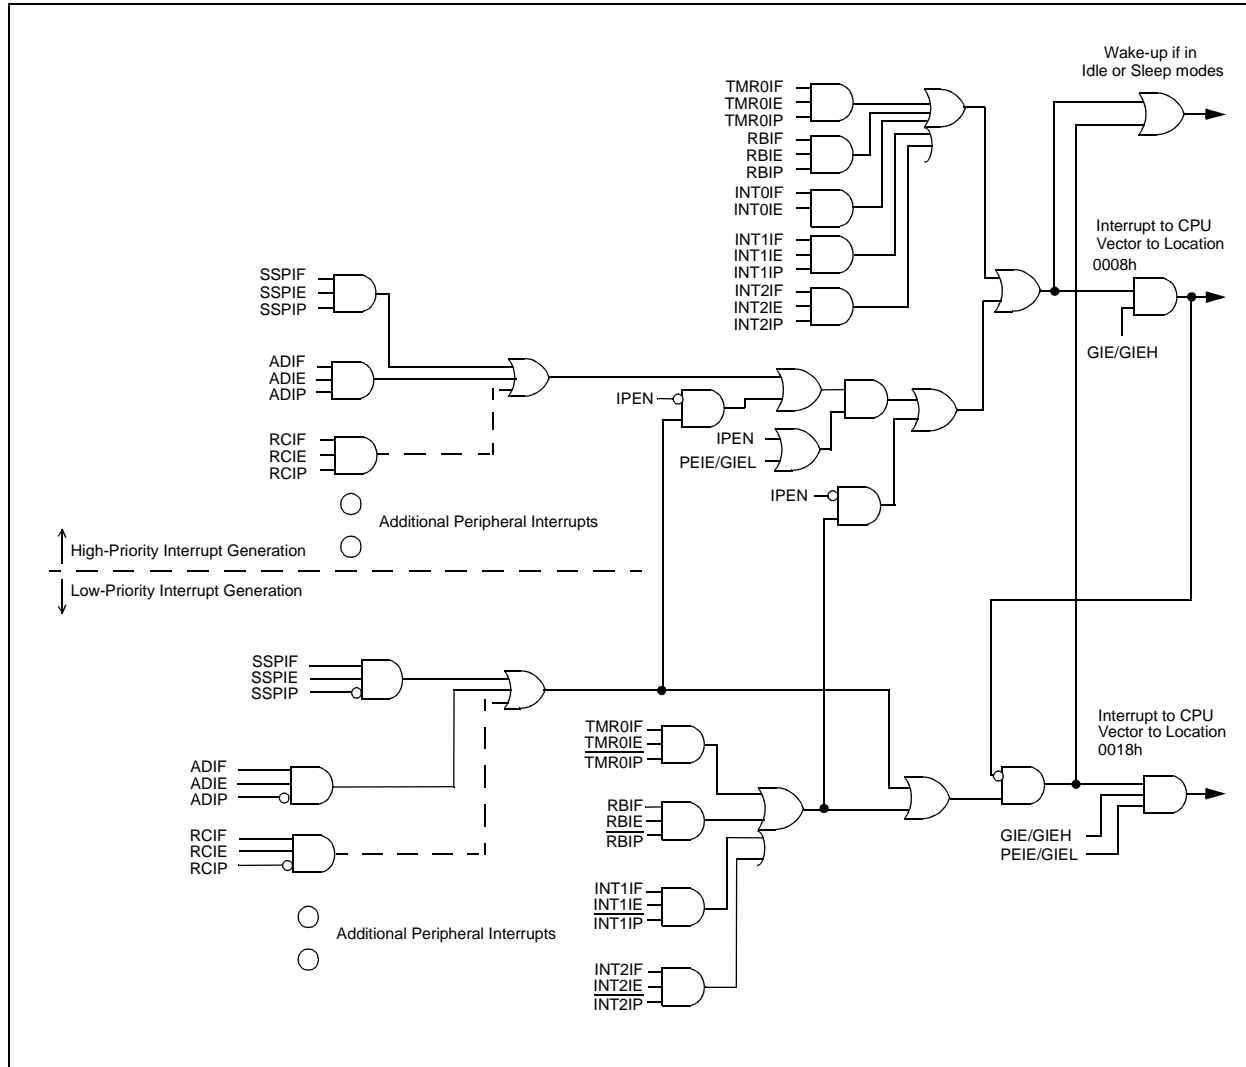 Wake-up if in
Idle or Sleep modes
TMR0IF
TMR0IE
TMR0IP
RBIF
RBIE
RBIP
INT0IF
INT0IE
INT1IF
INT1IE
INT1IP
INT2IF
INT2IE
INT2IP
Interrupt to CPU
Vector to Location
0008h
GIE/GIEH
SSPIF
SSPIE
SSPIP
ADIF
ADIE
ADIP
RCIF
RCIE
RCIP
IPEN
IPEN
PEIE/GIEL
IPEN
Additional Peripheral Interrupts
High-Priority Interrupt Generation
Low-Priority Interrupt Generation
SSPIF
SSPIE
SSPIP
ADIF
ADIE
ADIP
RCIF
RCIE
RCIP
Additional Peripheral Interrupts
TMR0IF
TMR0IE
TMR0IP
RBIF
RBIE
RBIP
INT1IF
INT1IE
INT1IP
INT2IF
INT2IE
INT2IP
Interrupt to CPU
Vector to Location
0018h
GIE/GIEH
PEIE/GIEL